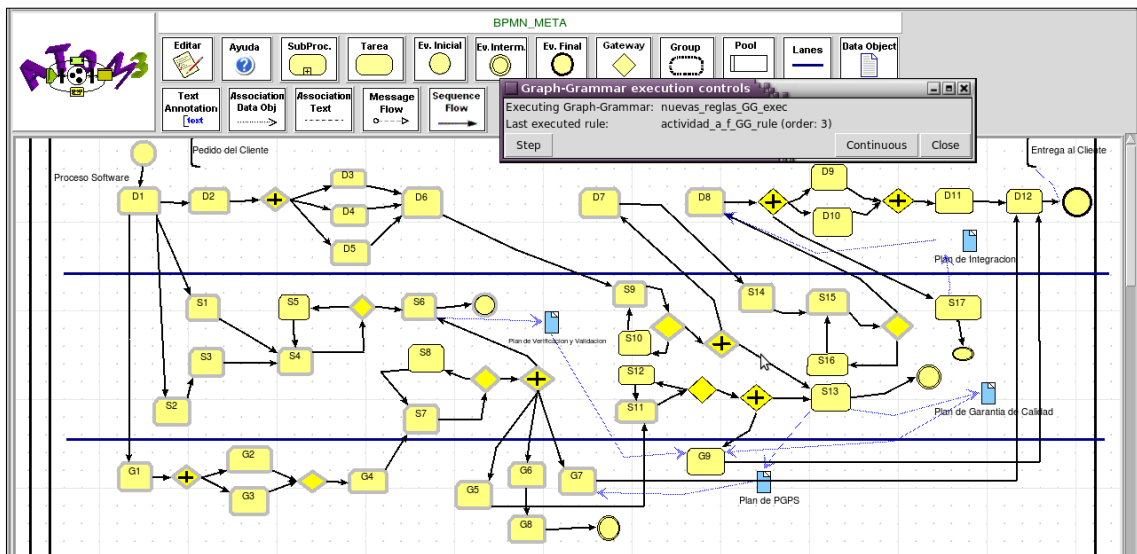 BPMN_META
ATOM3
Editar
Ayuda
SubProc.
Tarea
Ev. Inicial
Ev. Interm.
Ev. Final
Gateway
Group
Pool
Lanes
Data Object
Text Annotation
[text
Association Data Obj
Association Text
Message Flow
Sequence Flow
Graph-Grammar execution controls
Executing Graph-Grammar: nuevas_reglas_GG_exec
Last executed rule: actividad_a_f_GG_rule (order: 3)
Step
Continuous
Close
Pedido del Cliente
Entrega al Cliente
Proceso Software
D1
D2
D3
D4
D5
D6
D7
D8
D9
D10
D11
D12
Plan de Integracion
S1
S2
S3
S4
S5
S6
S7
S8
S9
S10
S11
S12
S13
S14
S15
S16
S17
Plan de Verificacion y Validacion
Plan de Garantia de Calidad
G1
G2
G3
G4
G5
G6
G7
G8
G9
Plan de PGPS